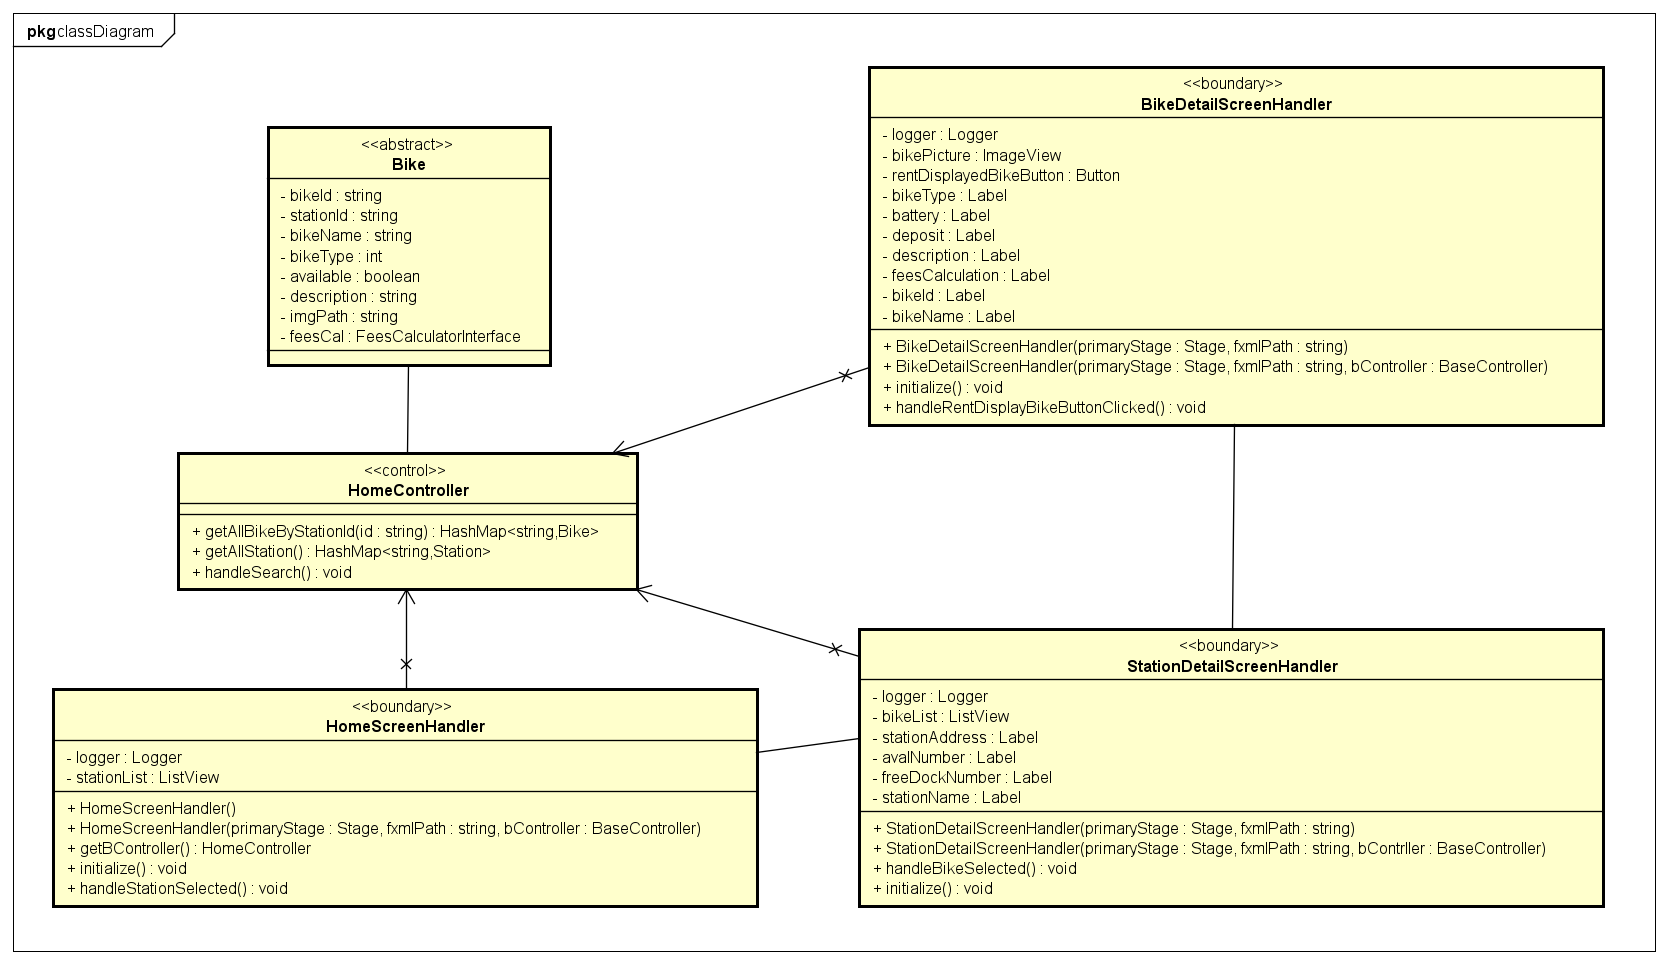 pkg classDiagram
<<abstract>>
Bike
- bikeId : string
- stationId : string
- bikeName : string
- bikeType : int
- available : boolean
- description : string
- imgPath : string
- feesCal : FeesCalculatorInterface
<<boundary>>
BikeDetailScreenHandler
- logger : Logger
- bikePicture : ImageView
- rentDisplayedBikeButton : Button
- bikeType : Label
- battery : Label
- deposit : Label
- description : Label
- feesCalculation : Label
- bikeId : Label
- bikeName : Label
+ BikeDetailScreenHandler(primaryStage : Stage, fxmlPath : string)
+ BikeDetailScreenHandler(primaryStage : Stage, fxmlPath : string, bController : BaseController)
+ initialize() : void
+ handleRentDisplayBikeButtonClicked() : void
<<control>>
HomeController
+ getAllBikeByStationId(id : string) : HashMap<string,Bike>
+ getAllStation() : HashMap<string,Station>
+ handleSearch() : void
<<boundary>>
HomeScreenHandler
- logger : Logger
- stationList : ListView
+ HomeScreenHandler()
+ HomeScreenHandler(primaryStage : Stage, fxmlPath : string, bController : BaseController)
+ getBController() : HomeController
+ initialize() : void
+ handleStationSelected() : void
<<boundary>>
StationDetailScreenHandler
- logger : Logger
- bikeList : ListView
- stationAddress : Label
- avalNumber : Label
- freeDockNumber : Label
- stationName : Label
+ StationDetailScreenHandler(primaryStage : Stage, fxmlPath : string)
+ StationDetailScreenHandler(primaryStage : Stage, fxmlPath : string, bContrller : BaseController)
+ handleBikeSelected() : void
+ initialize() : void